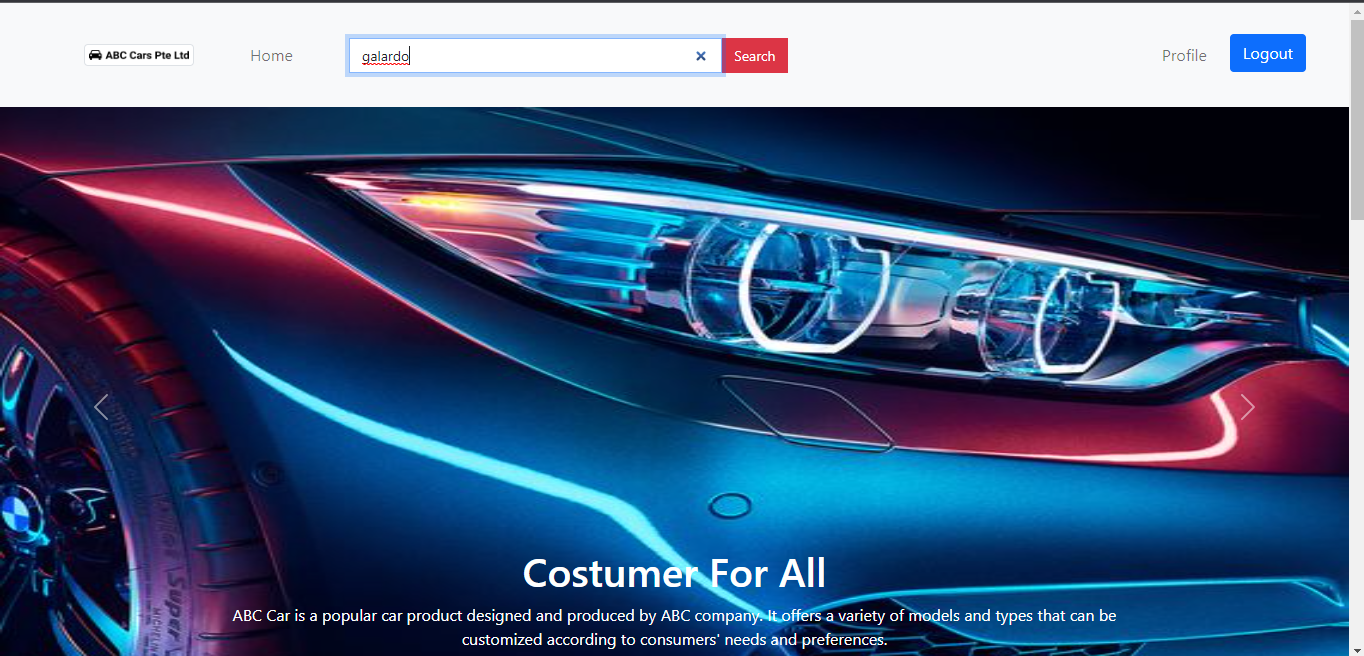 ABC Cars Pte Ltd
Home
galardo
Search
Profile
Logout
Costumer For All
ABC Car is a popular car product designed and produced by ABC company. It offers a variety of models and types that can be
customized according to consumers' needs and preferences.